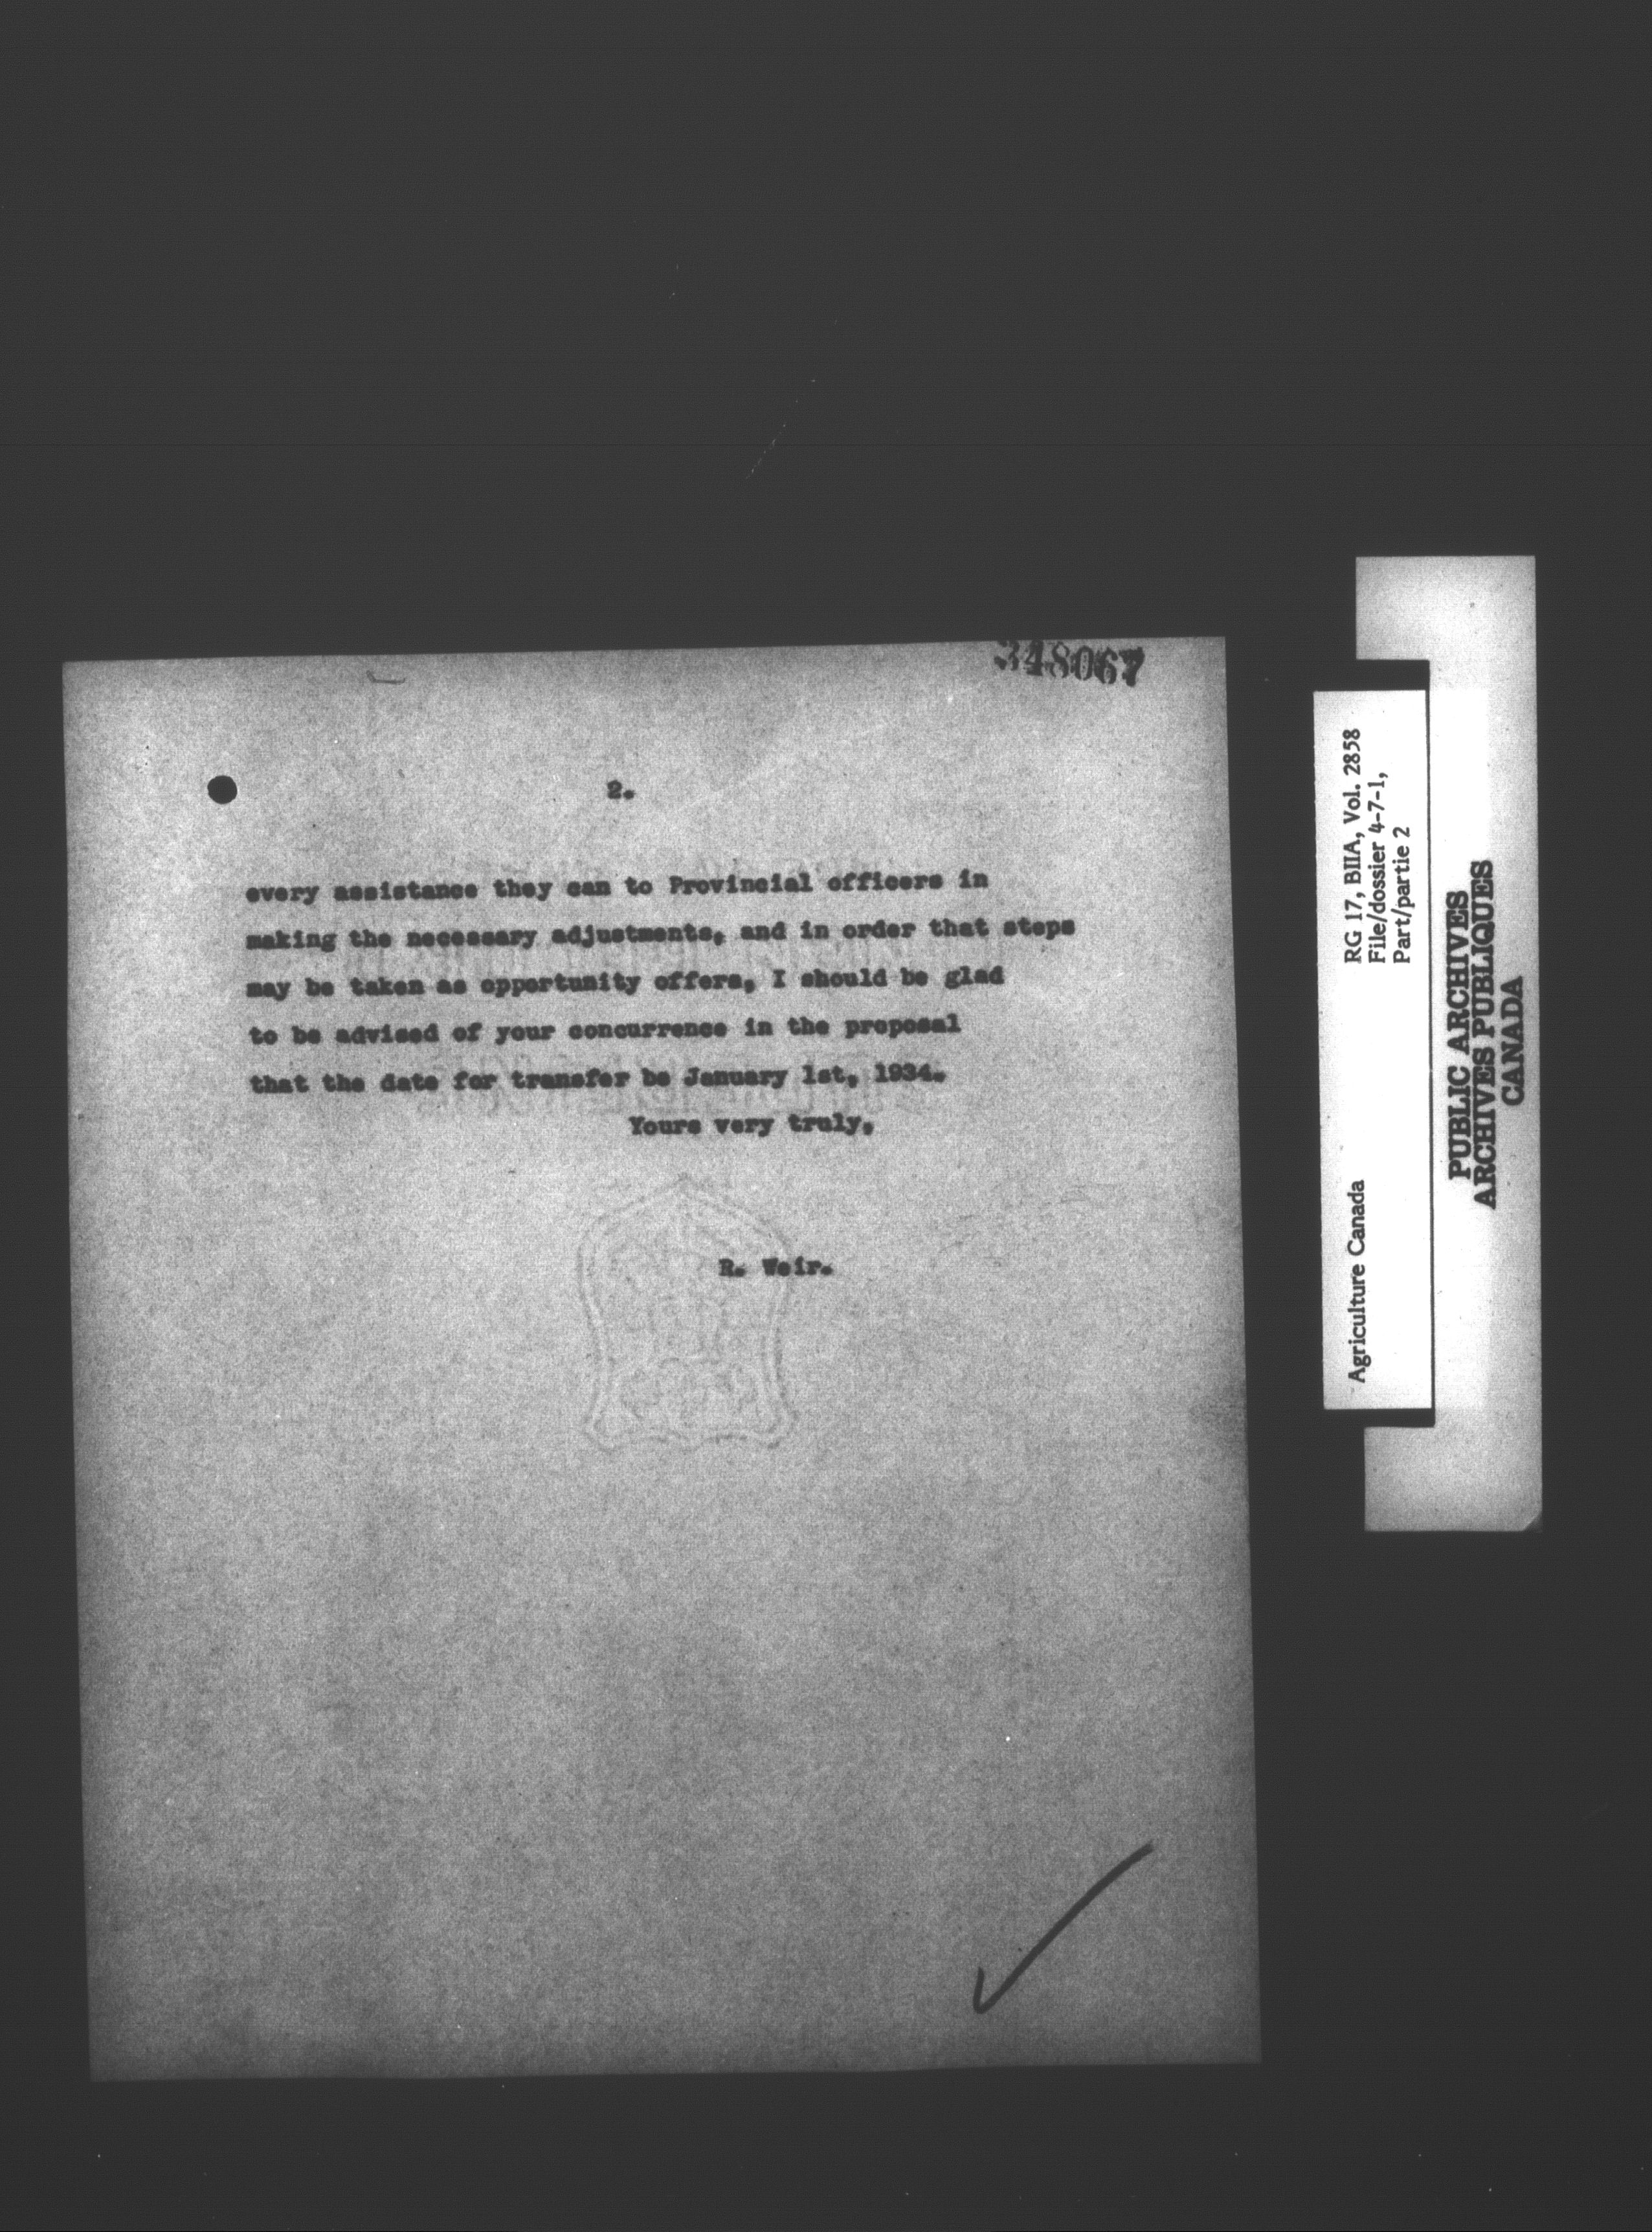 348067
2.
every assistance they can to Provincial officers in
making the necessary adjustments, and in order that steps
may be taken as opportunity offers, I should be glad
to be advised of your concurrence in the proposal
that the date for transfer be January 1st, 1934.
Yours very truly,
R. Weir.
Agriculture Canada
RG 17, BIIA, Vol. 2858
File/dossier 4-7-1,
Part/partie 2
PUBLIC ARCHIVES
ARCHIVES PUBLIQUES
CANADA